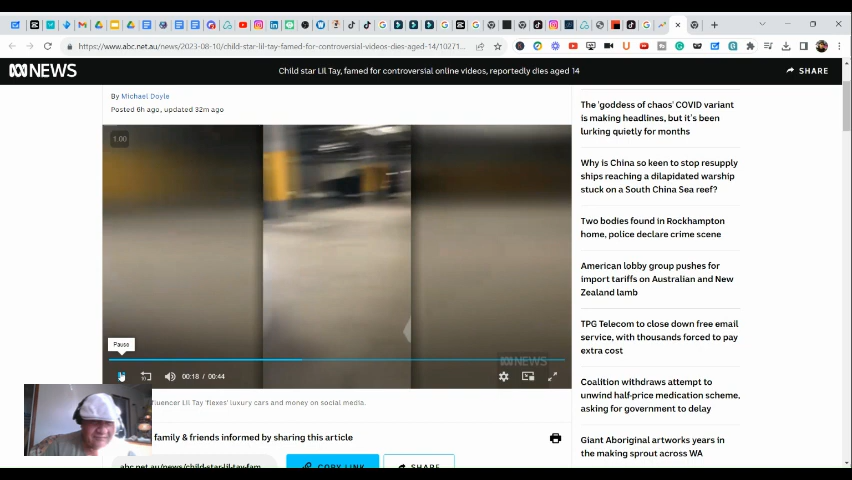 https://www.abc.net.au/news/2023-08-10/child-star-lil-tay-famed-for-controversial-videos-dies-aged-14/10271...
NEWS
Child star Lil Tay, famed for controversial online videos, reportedly dies aged 14
SHARE
By Michael Doyle
Posted 6h ago, updated 32m ago
1.00
Pause
NEWS
00:18 / 00:44
fluencer Lil Tay 'flexes' luxury cars and money on social media.
family & friends informed by sharing this article
abc.net.au/news/child-star-lil-tay-fam...
COPY LINK
SHARE
The 'goddess of chaos' COVID variant
is making headlines, but it's been
lurking quietly for months
Why is China so keen to stop resupply
ships reaching a dilapidated warship
stuck on a South China Sea reef?
Two bodies found in Rockhampton
home, police declare crime scene
American lobby group pushes for
import tariffs on Australian and New
Zealand lamb
TPG Telecom to close down free email
service, with thousands forced to pay
extra cost
Coalition withdraws attempt to
unwind half-price medication scheme,
asking for government to delay
Giant Aboriginal artworks years in
the making sprout across WA